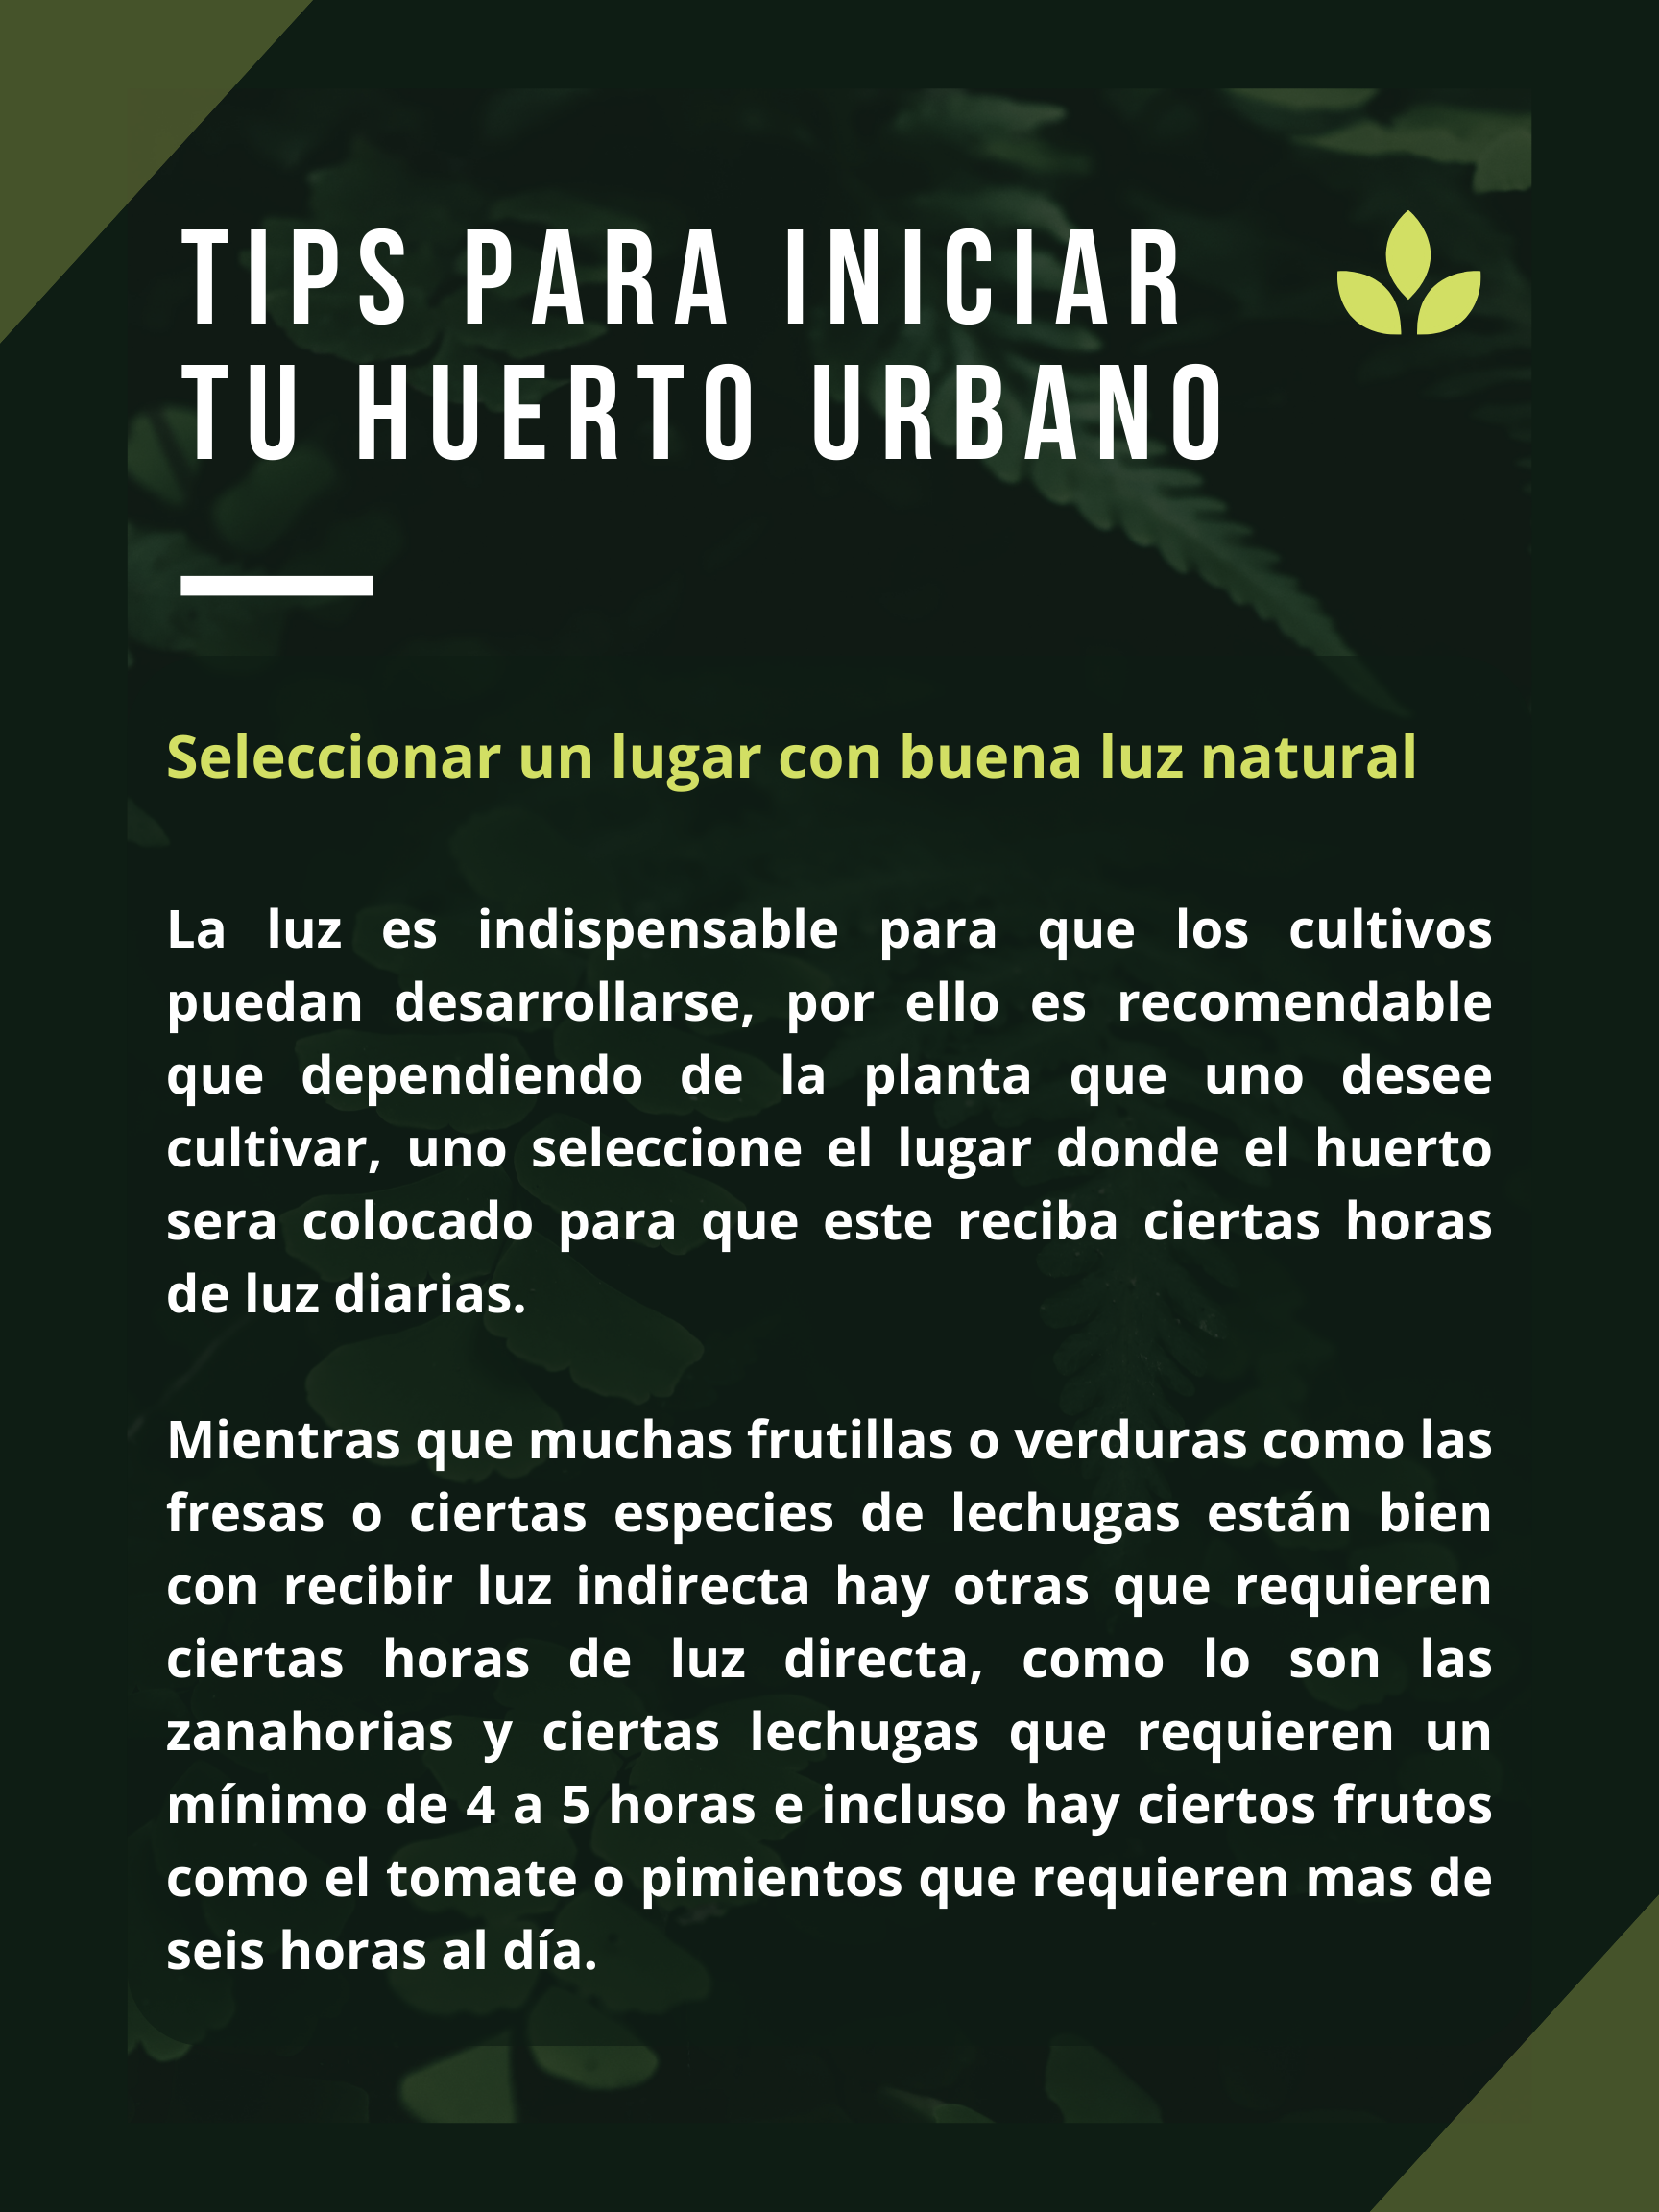 TIPS PARA INICIAR
TU HUERTO URBANO
Seleccionar un lugar con buena luz natural
La luz es indispensable para que los cultivos
puedan desarrollarse, por ello es recomendable
que dependiendo de la planta que uno desee
cultivar, uno seleccione el lugar donde el huerto
sera colocado para que este reciba ciertas horas
de luz diarias.
Mientras que muchas frutillas o verduras como las
fresas o ciertas especies de lechugas están bien
con recibir luz indirecta hay otras que requieren
ciertas horas de luz directa, como lo son las
zanahorias y ciertas lechugas que requieren un
mínimo de 4 a 5 horas e incluso hay ciertos frutos
como el tomate o pimientos que requieren mas de
seis horas al día.